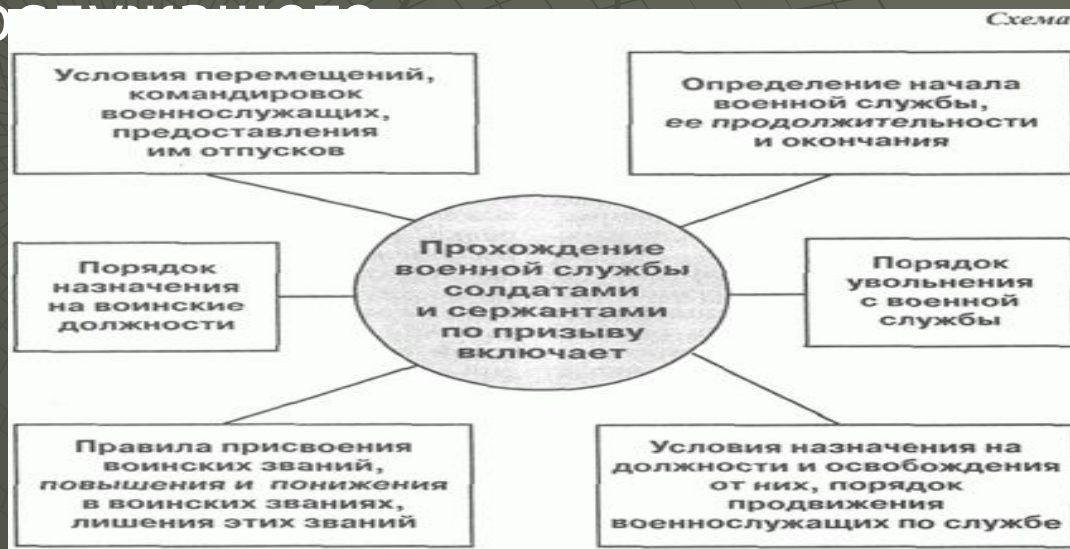 Схема
Условия перемещений,
командировок
военнослужащих,
предоставления
им отпусков
Определение начала
военной службы,
ее продолжительности
и окончания
Порядок
назначения
на воинские
должности
Прохождение
военной службы
солдатами
и сержантами
по призыву
включает
Порядок
увольнения
с военной
службы
Правила присвоения
воинских званий,
повышения и понижения
в воинских званиях,
лишения этих званий
Условия назначения на
должности и освобождения
от них, порядок
продвижения
военнослужащих по службе